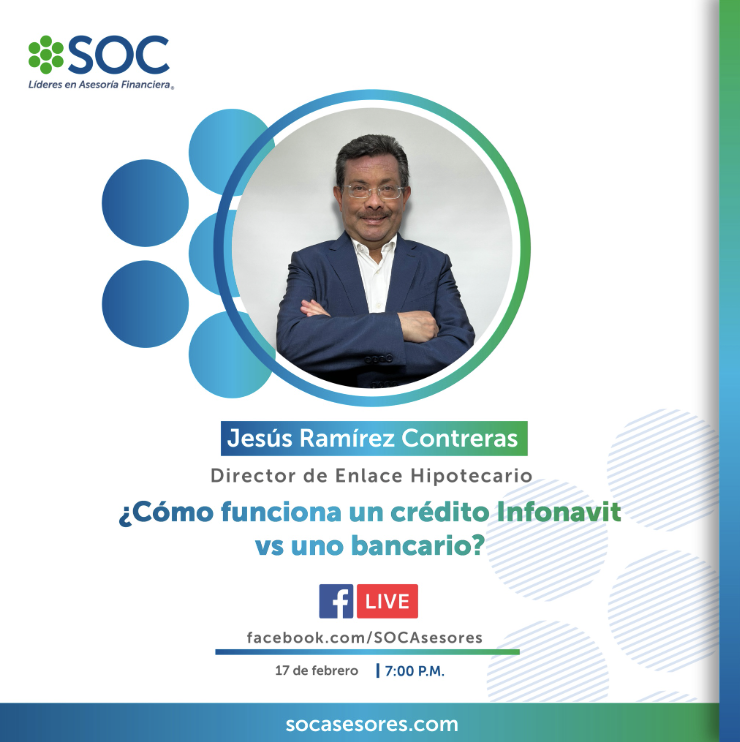 SOC
Líderes en Asesoría Financiera®
Jesús Ramírez Contreras
Director de Enlace Hipotecario
¿Cómo funciona un crédito Infonavit
vs uno bancario?
f LIVE
facebook.com/SOCAsesores
17 de febrero | 7:00 P.M.
socasesores.com